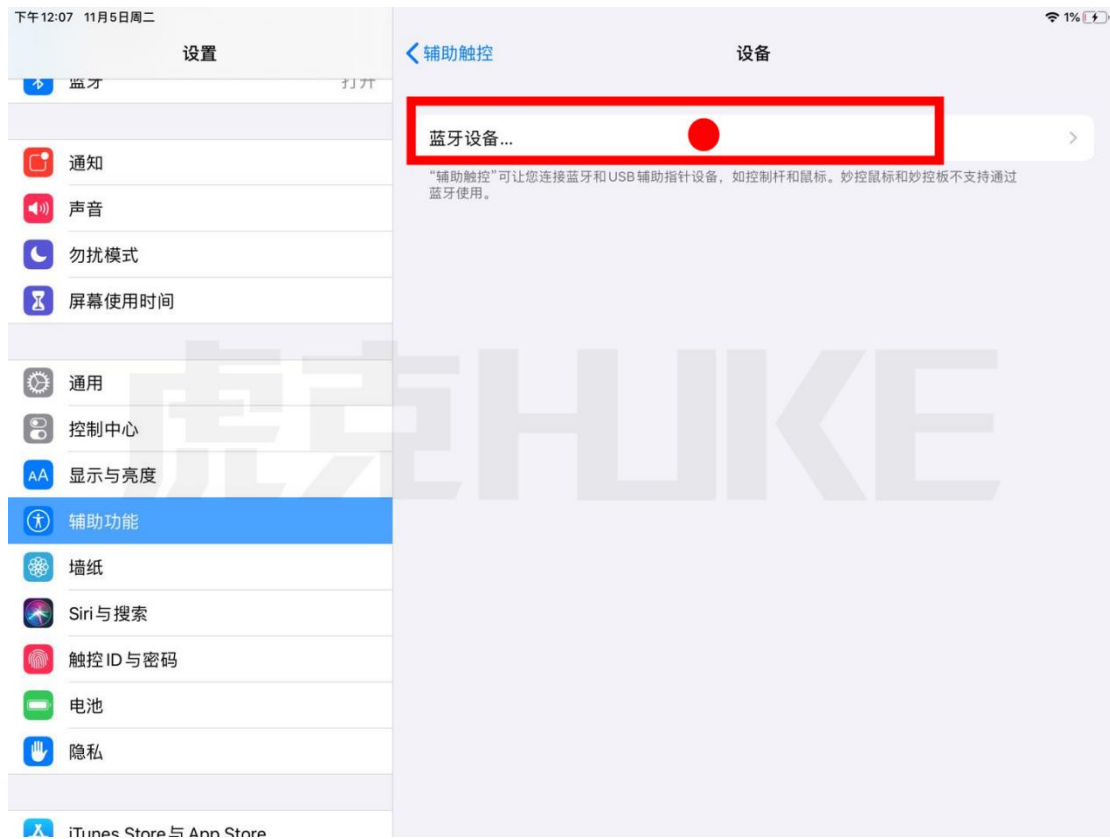 下午12:07 11月5日周二
1%
设置
辅助触控
设备
蓝牙
打开
蓝牙设备...
“辅助触控”可让您连接蓝牙和USB辅助指针设备，如控制杆和鼠标。妙控鼠标和妙控板不支持通过
蓝牙使用。
通知
声音
勿扰模式
屏幕使用时间
通用
控制中心
AA 显示与亮度
辅助功能
墙纸
Siri与搜索
触控ID与密码
电池
隐私
iTunes Store与App Store
虎克HUKE